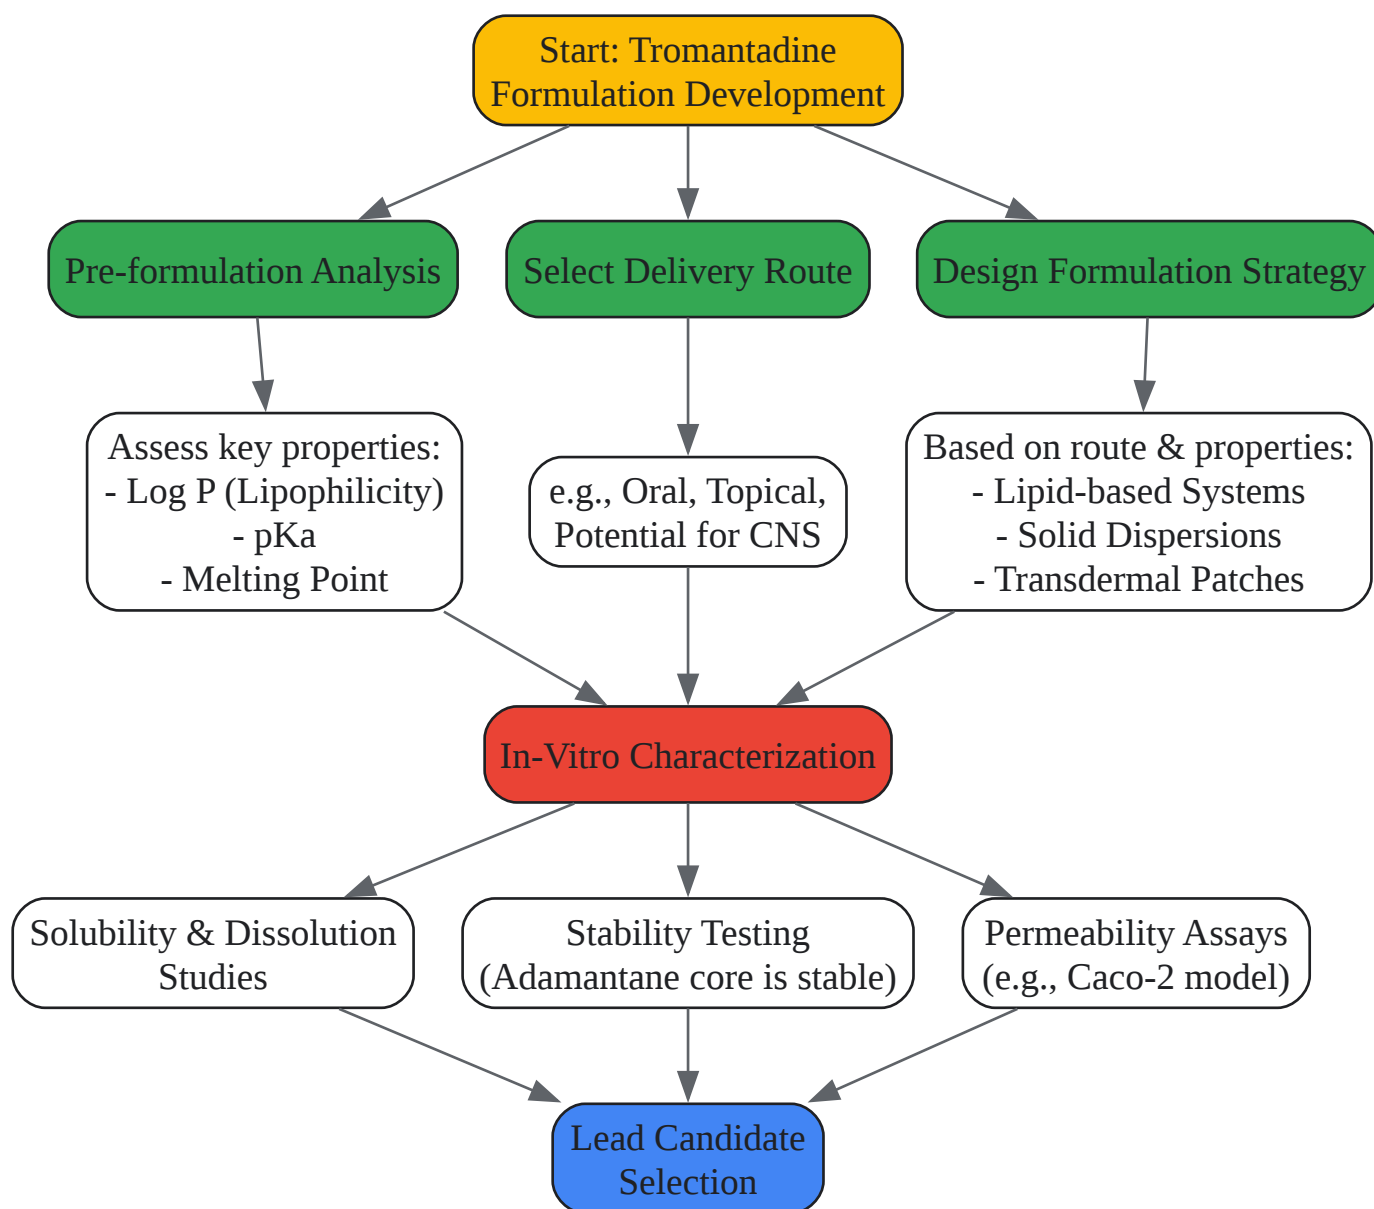 Start: Tromantadine
Formulation Development
Pre-formulation Analysis
Select Delivery Route
Design Formulation Strategy
Assess key properties:
- Log P (Lipophilicity)
- pKa
- Melting Point
e.g., Oral, Topical,
Potential for CNS
Based on route & properties:
- Lipid-based Systems
- Solid Dispersions
- Transdermal Patches
In-Vitro Characterization
Solubility & Dissolution
Studies
Stability Testing
(Adamantane core is stable)
Permeability Assays
(e.g., Caco-2 model)
Lead Candidate
Selection